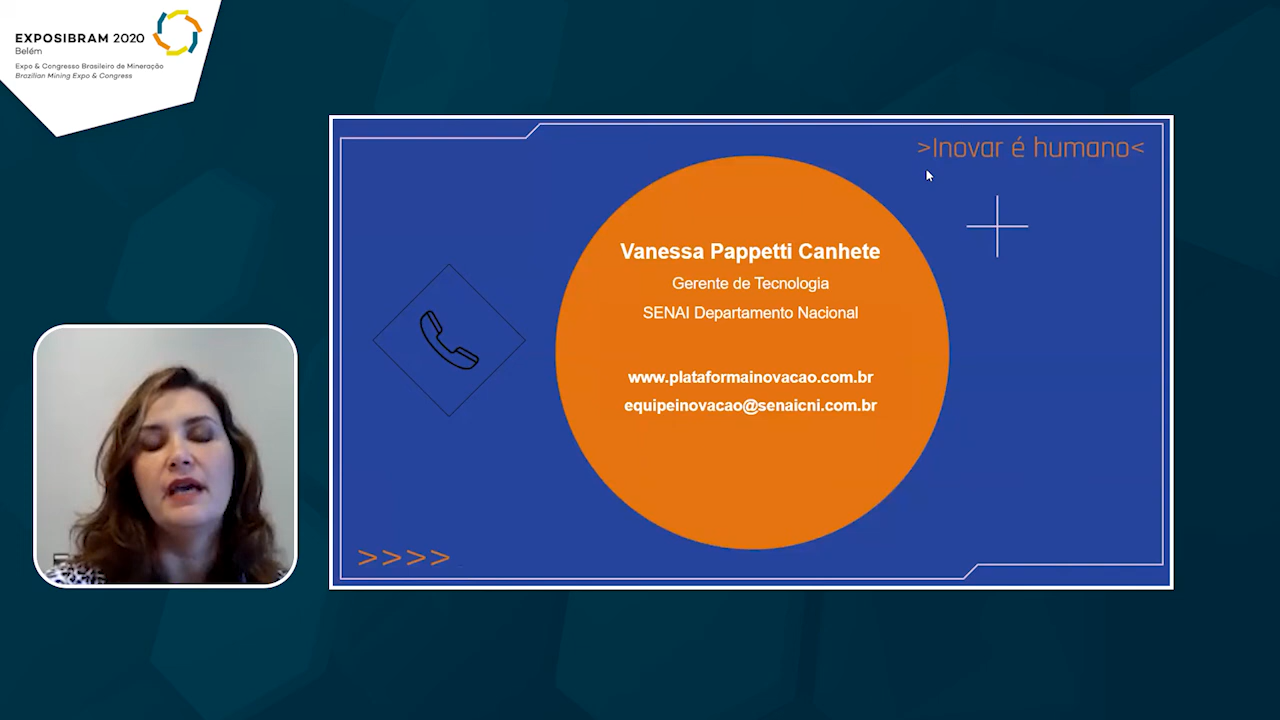 EXPOSIBRAM 2020
Belém
Expo & Congresso Brasileiro de Mineração
Brazilian Mining Expo & Congress
>Inovar é humano<
Vanessa Pappetti Canhete
Gerente de Tecnologia
SENAI Departamento Nacional
www.plataformainovacao.com.br
equipeinovacao@senaicni.com.br
>>>>